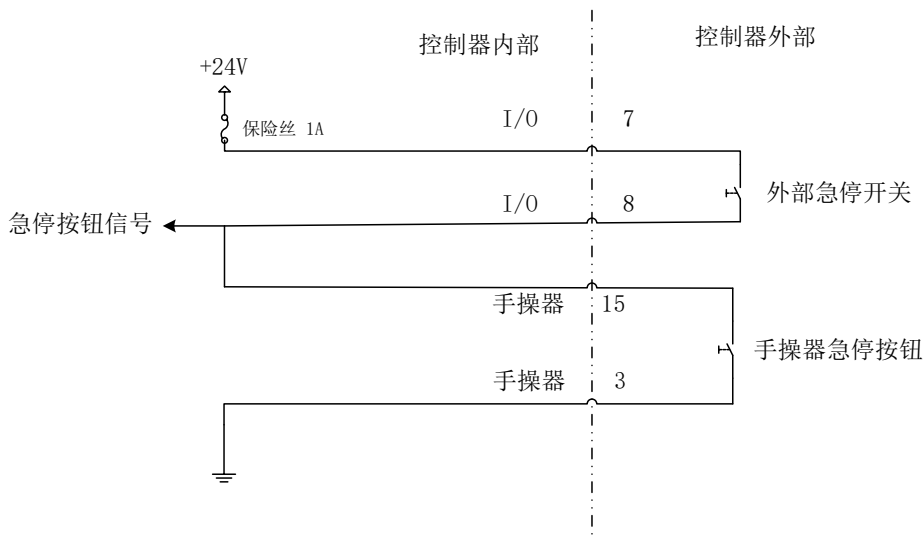 控制器内部
控制器外部
+24V
保险丝 1A
I/O
7
外部急停开关
I/O
8
急停按钮信号
手操器
15
手操器急停按钮
手操器
3